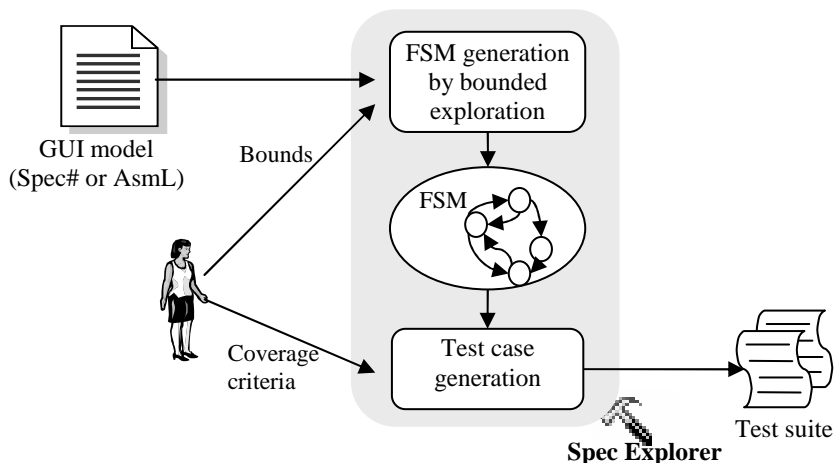 FSM generation
by bounded
exploration
GUI model
(Spec# or AsmL)
Bounds
FSM
Coverage
criteria
Test case
generation
Test suite
Spec Explorer